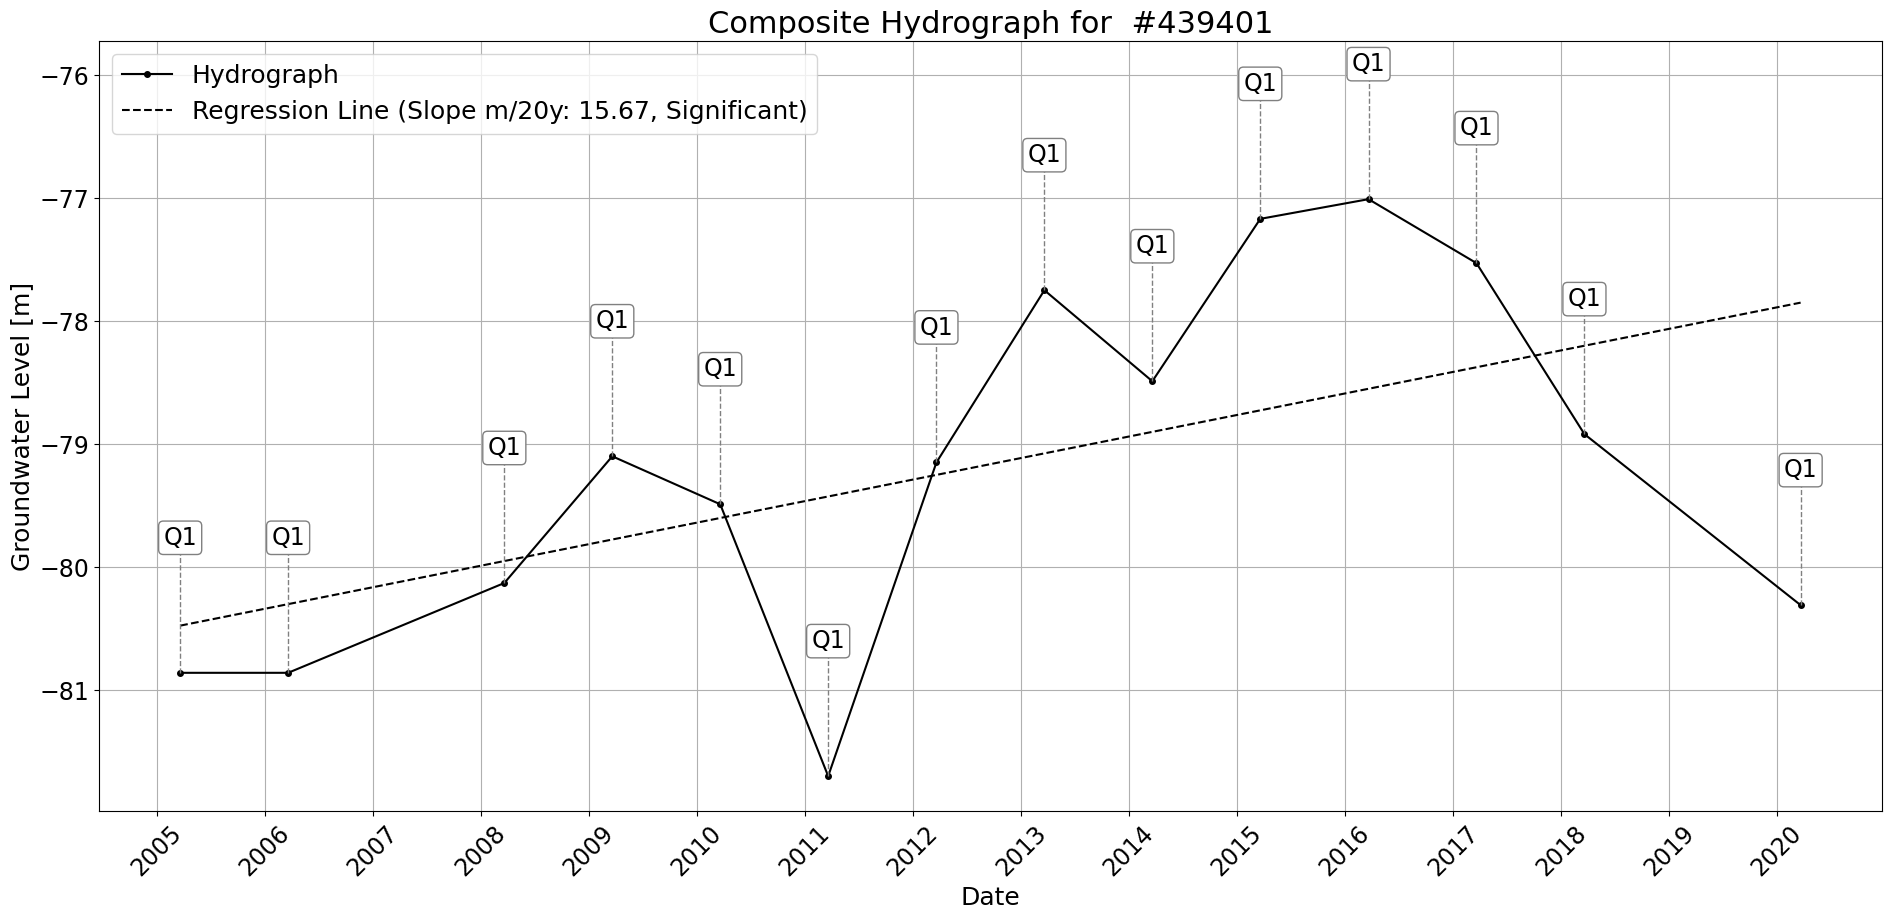 Composite Hydrograph for  #439401
Hydrograph
Regression Line (Slope m/20y: 15.67, Significant)
Groundwater Level [m]
−76
−77
−78
−79
−80
−81
Q1
Q1
Q1
Q1
Q1
Q1
Q1
Q1
Q1
Q1
Q1
Q1
Q1
Q1
2005
2006
2007
2008
2009
2010
2011
2012
2013
2014
2015
2016
2017
2018
2019
2020
Date